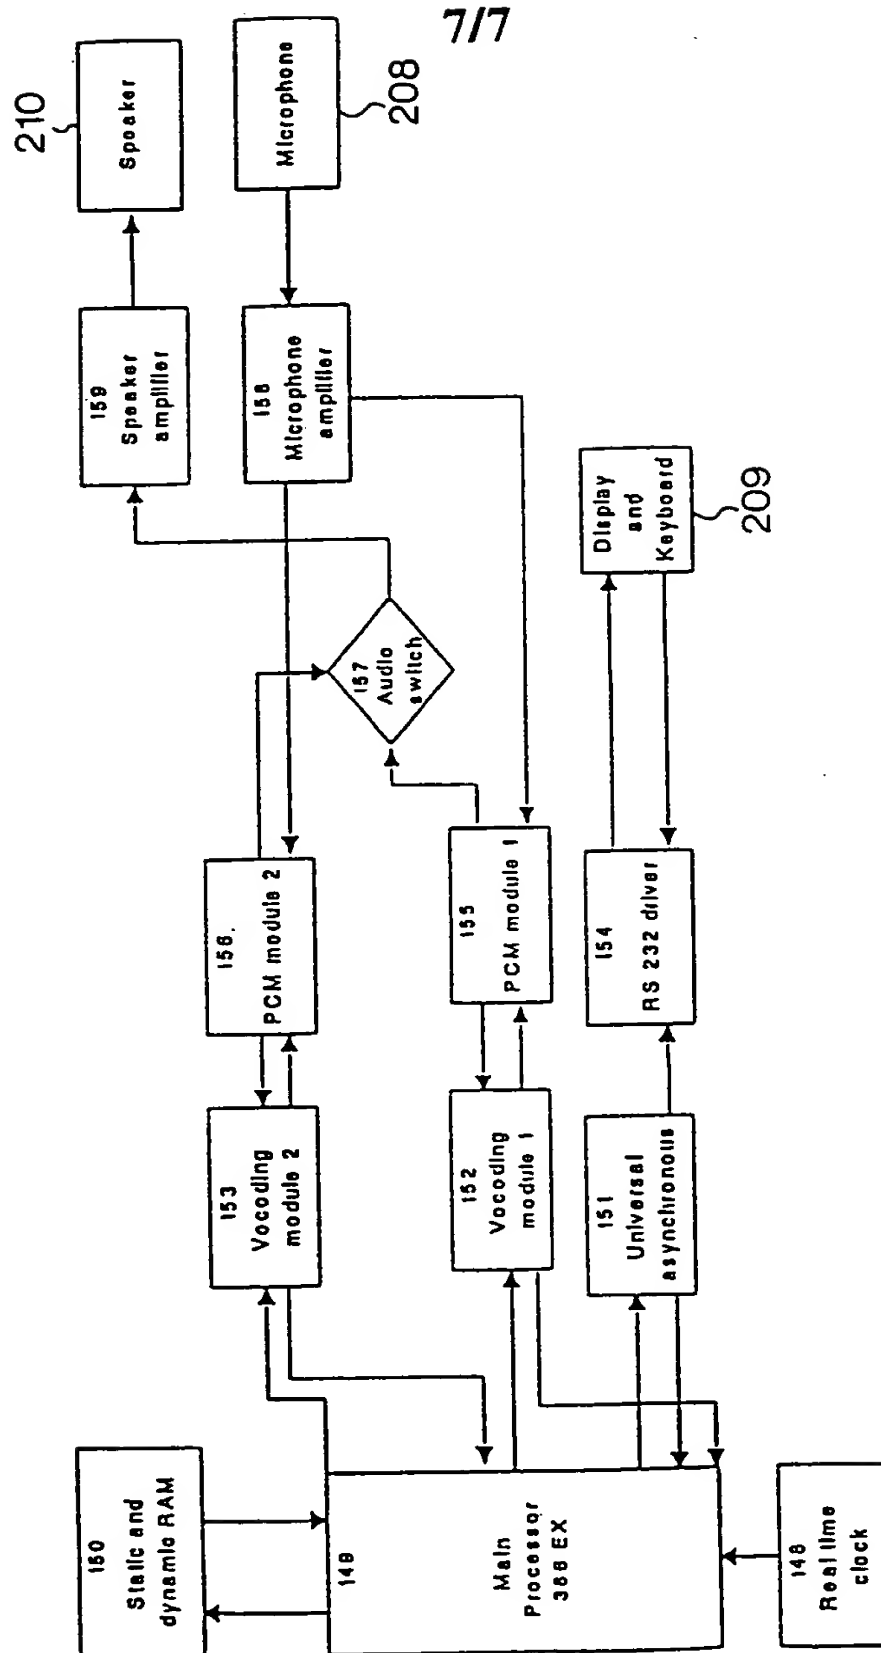 7/7
210
Speaker
Microphone
208
159
Speaker
amplifier
158
Microphone
amplifier
Display
and
Keyboard
209
157
Audio
switch
156.
PCM module 2
155
PCM module 1
154
RS 232 driver
153
Vocoding
module 2
152
Vocoding
module 1
151
Universal
asynchronous
150
Static and
dynamic RAM
149
Main
Processor
386 EX
148
Real time
clock